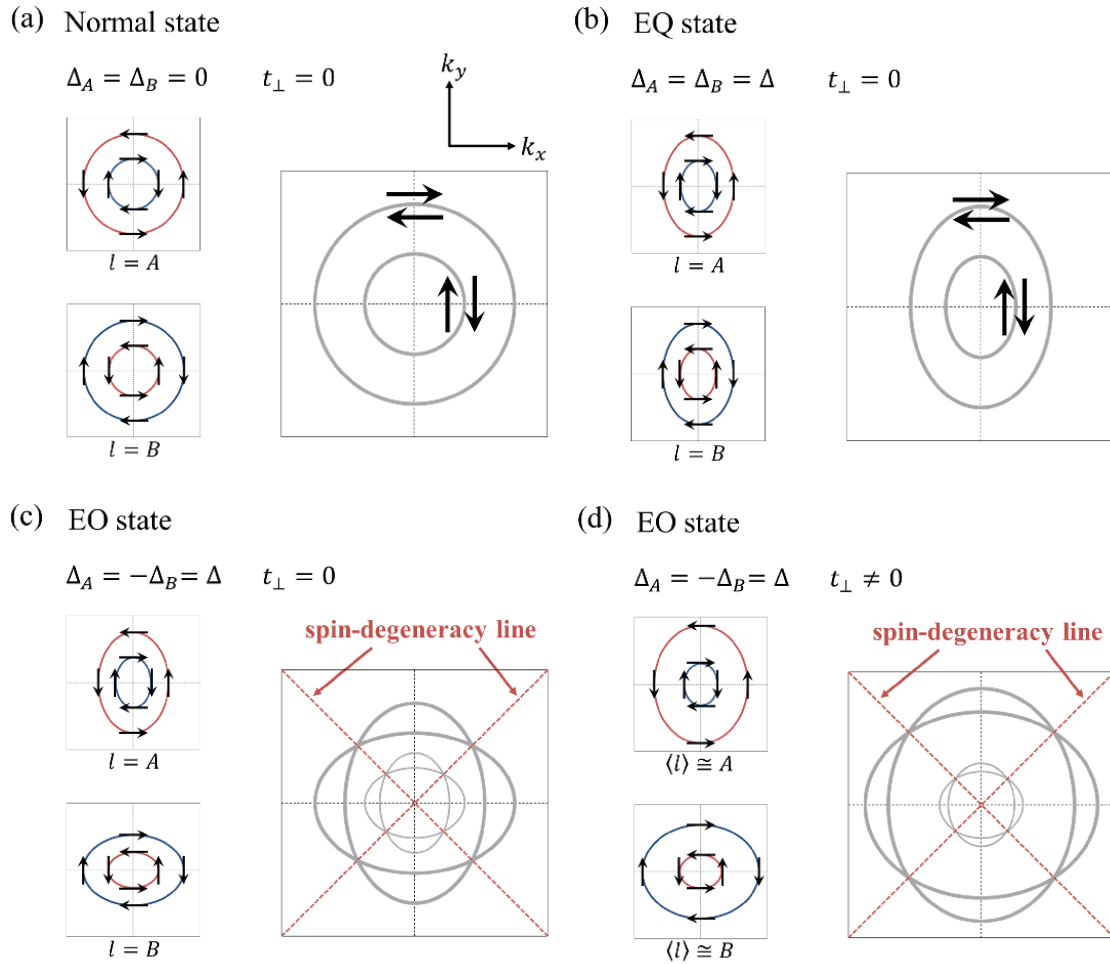 (a) Normal state
Δ_A = Δ_B = 0 t_⊥ = 0
k_y
k_x
l = A
l = B
(b) EQ state
Δ_A = Δ_B = Δ t_⊥ = 0
l = A
l = B
(c) EO state
Δ_A = −Δ_B = Δ t_⊥ = 0
spin-degeneracy line
l = A
l = B
(d) EO state
Δ_A = −Δ_B = Δ t_⊥ ≠ 0
spin-degeneracy line
⟨l⟩ ≅ A
⟨l⟩ ≅ B